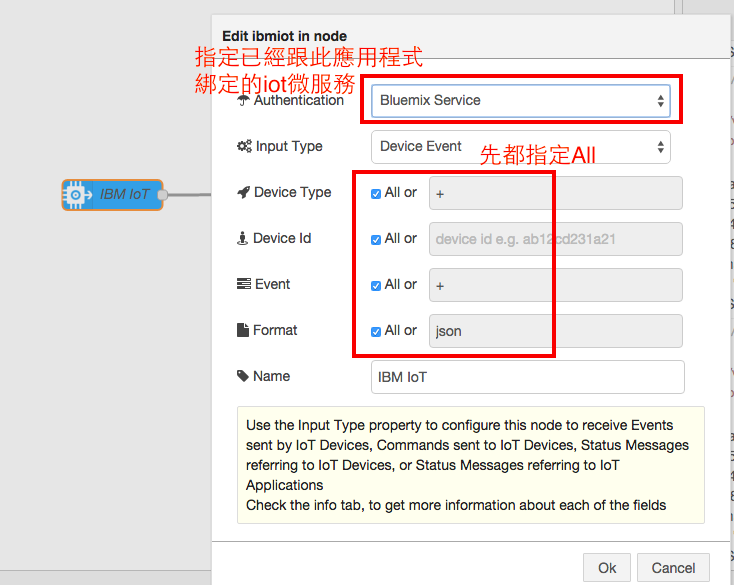 Edit ibmiot in node
指定已經跟此應用程式
綁定的iot微服務
Authentication
Bluemix Service
Input Type
Device Event
先都指定All
IBM IoT
Device Type
All or
+
Device Id
All or
device id e.g. ab12cd231a21
Event
All or
+
Format
All or
json
Name
IBM IoT
Use the Input Type property to configure this node to receive Events
sent by IoT Devices, Commands sent to IoT Devices, Status Messages
referring to IoT Devices, or Status Messages referring to IoT
Applications
Check the info tab, to get more information about each of the fields
Ok
Cancel